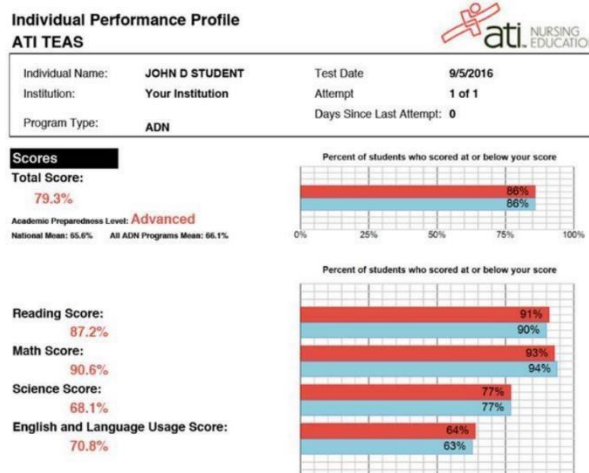 Individual Performance Profile
ATI TEAS
ati NURSING EDUCATIO
Individual Name: JOHN D STUDENT Test Date 9/5/2016
Institution: Your Institution Attempt 1 of 1
Days Since Last Attempt: 0
Program Type: ADN
Scores
Total Score:
79.3%
Academic Preparedness Level: Advanced
National Mean: 65.6% All ADN Programs Mean: 66.1%
Percent of students who scored at or below your score
86%
86%
0% 25% 50% 75% 100%
Percent of students who scored at or below your score
Reading Score:
87.2%
91%
90%
Math Score:
90.6%
93%
94%
Science Score:
68.1%
77%
77%
English and Language Usage Score:
70.8%
64%
63%